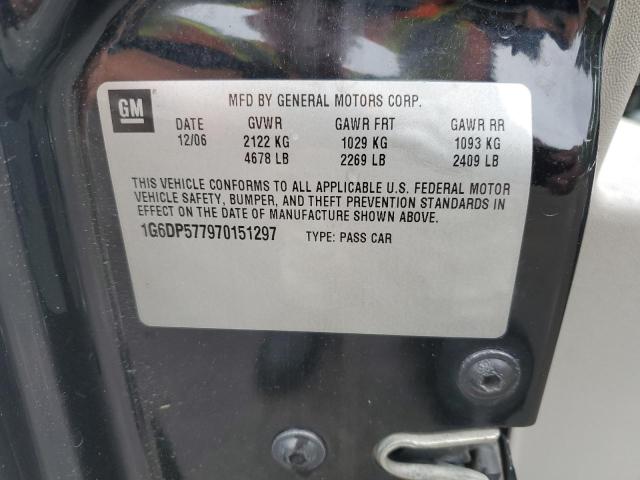 GM
MFD BY GENERAL MOTORS CORP.
DATE GVWR GAWR FRT GAWR RR
12/06 2122 KG 1029 KG 1093 KG
4678 LB 2269 LB 2409 LB
THIS VEHICLE CONFORMS TO ALL APPLICABLE U.S. FEDERAL MOTOR
VEHICLE SAFETY, BUMPER, AND THEFT PREVENTION STANDARDS IN
EFFECT ON THE DATE OF MANUFACTURE SHOWN ABOVE.
1G6DP577970151297 TYPE: PASS CAR